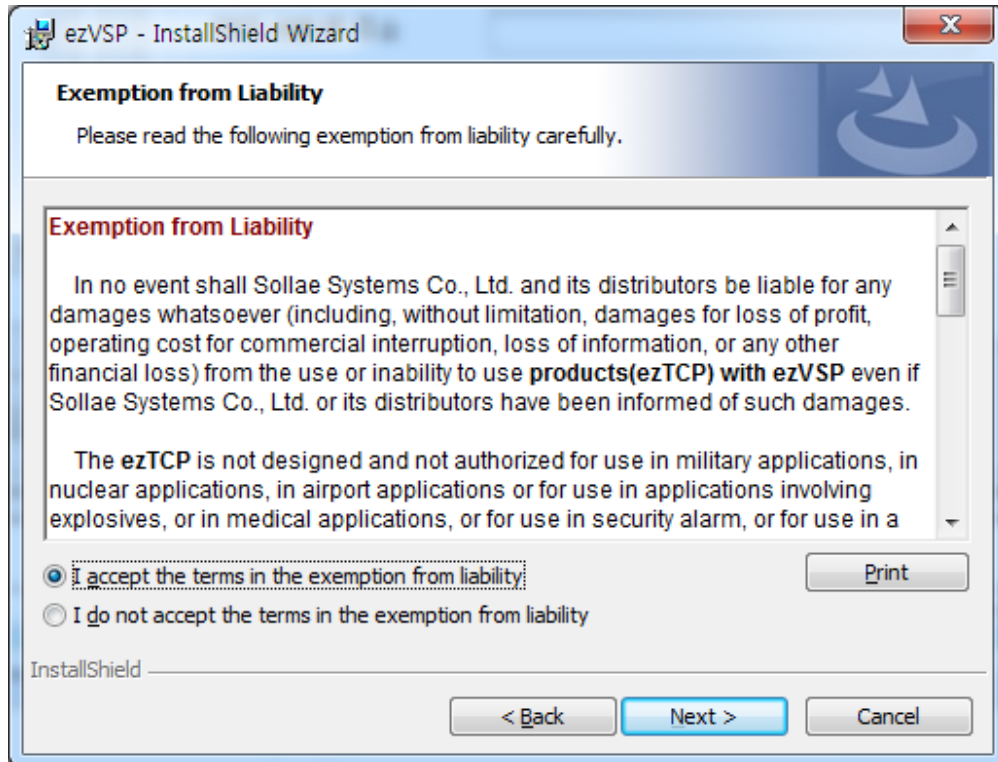 ezVSP - InstallShield Wizard
Exemption from Liability
Please read the following exemption from liability carefully.
Exemption from Liability
In no event shall Sollae Systems Co., Ltd. and its distributors be liable for any
damages whatsoever (including, without limitation, damages for loss of profit,
operating cost for commercial interruption, loss of information, or any other
financial loss) from the use or inability to use products(ezTCP) with ezVSP even if
Sollae Systems Co., Ltd. or its distributors have been informed of such damages.
The ezTCP is not designed and not authorized for use in military applications, in
nuclear applications, in airport applications or for use in applications involving
explosives, or in medical applications, or for use in security alarm, or for use in a
I accept the terms in the exemption from liability
Print
I do not accept the terms in the exemption from liability
InstallShield
< Back
Next >
Cancel